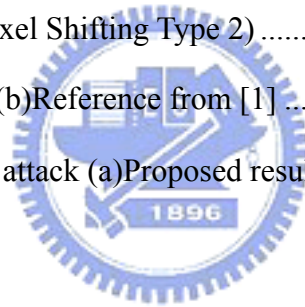 xel Shifting Type 2) .......
(b)Reference from [1] ...
attack (a)Proposed resu
1896